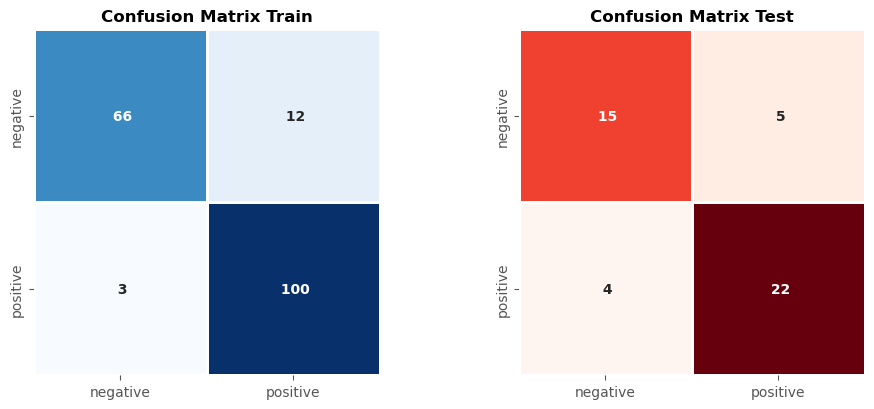 Confusion Matrix Train
negative
66
12
positive
3
100
negative
positive
Confusion Matrix Test
negative
15
5
positive
4
22
negative
positive